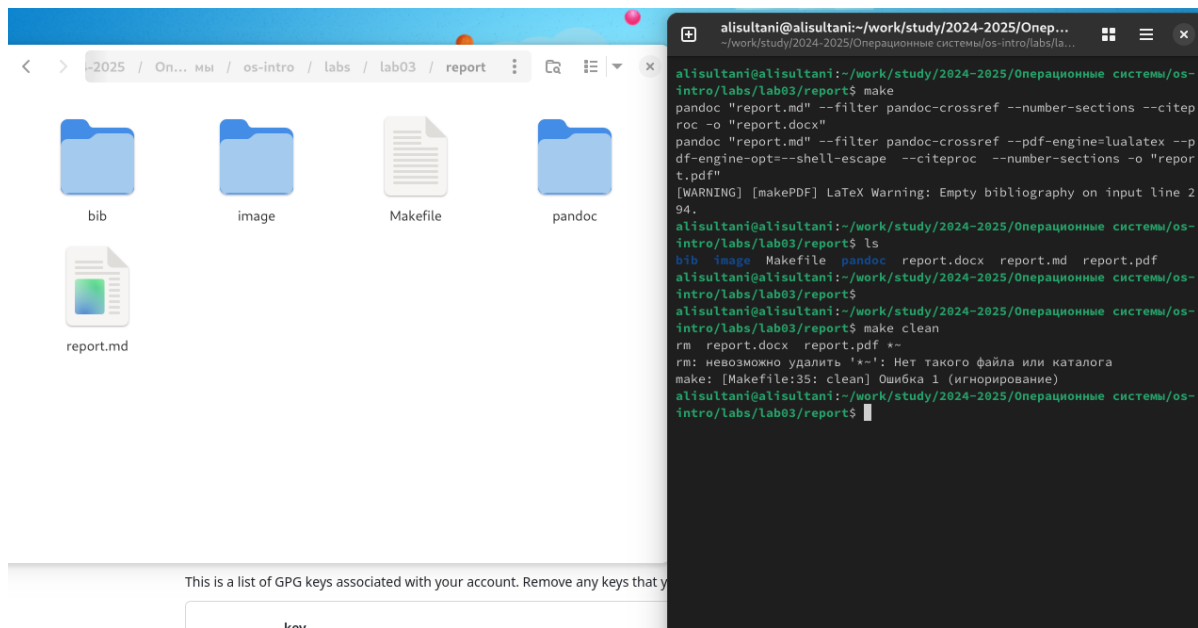 -2025 / Оп... мы / os-intro / labs / lab03 / report
bib
image
Makefile
pandoc
report.md
This is a list of GPG keys associated with your account. Remove any keys that y
key
alisultani@alisultani:~/work/study/2024-2025/Опер...
~/work/study/2024-2025/Операционные системы/os-intro/labs/la...
alisultani@alisultani:~/work/study/2024-2025/Операционные системы/os-
intro/labs/lab03/report$ make
pandoc "report.md" --filter pandoc-crossref --number-sections --citep
roc -o "report.docx"
pandoc "report.md" --filter pandoc-crossref --pdf-engine=lualatex --p
df-engine-opt=--shell-escape  --citeproc  --number-sections -o "repor
t.pdf"
[WARNING] [makePDF] LaTeX Warning: Empty bibliography on input line 2
94.
alisultani@alisultani:~/work/study/2024-2025/Операционные системы/os-
intro/labs/lab03/report$ ls
bib  image  Makefile  pandoc  report.docx  report.md  report.pdf
alisultani@alisultani:~/work/study/2024-2025/Операционные системы/os-
intro/labs/lab03/report$
alisultani@alisultani:~/work/study/2024-2025/Операционные системы/os-
intro/labs/lab03/report$ make clean
rm  report.docx  report.pdf *~
rm: невозможно удалить '*~': Нет такого файла или каталога
make: [Makefile:35: clean] Ошибка 1 (игнорирование)
alisultani@alisultani:~/work/study/2024-2025/Операционные системы/os-
intro/labs/lab03/report$